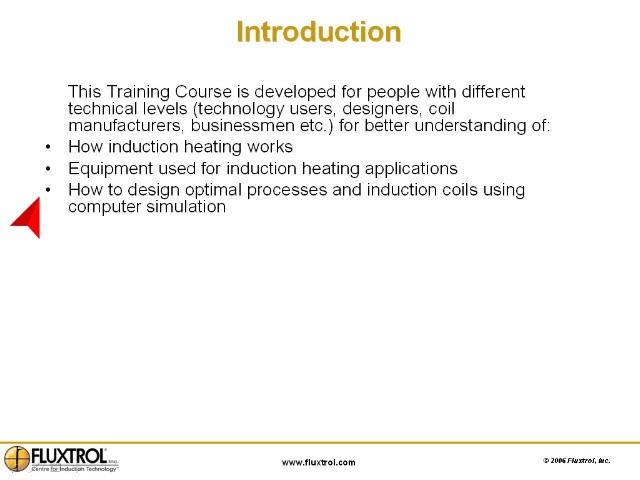 Introduction
This Training Course is developed for people with different
technical levels (technology users, designers, coil
manufacturers, businessmen etc.) for better understanding of:
• How induction heating works
• Equipment used for induction heating applications
• How to design optimal processes and induction coils using
computer simulation
FLUXTROL Inc.
Centre for Induction Technology™
www.fluxtrol.com
© 2006 Fluxtrol, Inc.